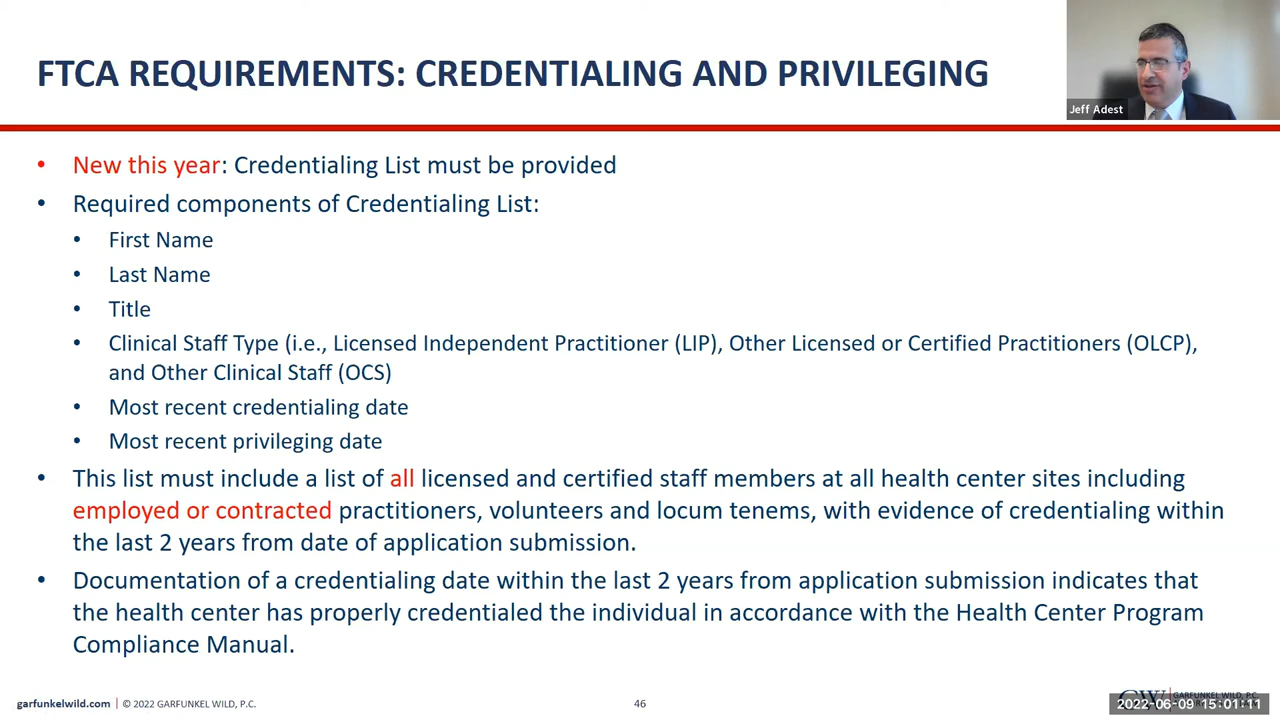 FTCA REQUIREMENTS: CREDENTIALING AND PRIVILEGING
Jeff Adest
• New this year: Credentialing List must be provided
• Required components of Credentialing List:
• First Name
• Last Name
• Title
• Clinical Staff Type (i.e., Licensed Independent Practitioner (LIP), Other Licensed or Certified Practitioners (OLCP),
and Other Clinical Staff (OCS)
• Most recent credentialing date
• Most recent privileging date
• This list must include a list of all licensed and certified staff members at all health center sites including
employed or contracted practitioners, volunteers and locum tenems, with evidence of credentialing within
the last 2 years from date of application submission.
• Documentation of a credentialing date within the last 2 years from application submission indicates that
the health center has properly credentialed the individual in accordance with the Health Center Program
Compliance Manual.
garfunkelwild.com | © 2022 GARFUNKEL WILD, P.C.
46
GARFUNKEL WILD, P.C.
2022-06-09 15:01:11